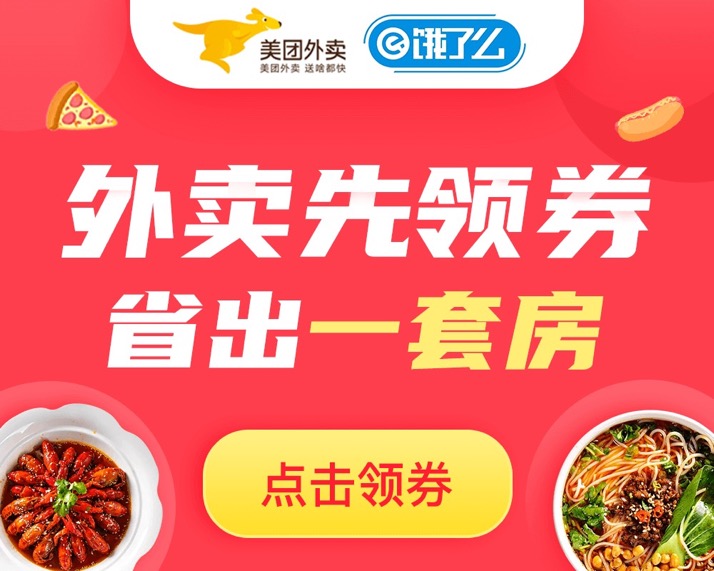 美团外卖
美团外卖 送啥都快
饿了么
外卖先领券
省出一套房
点击领券